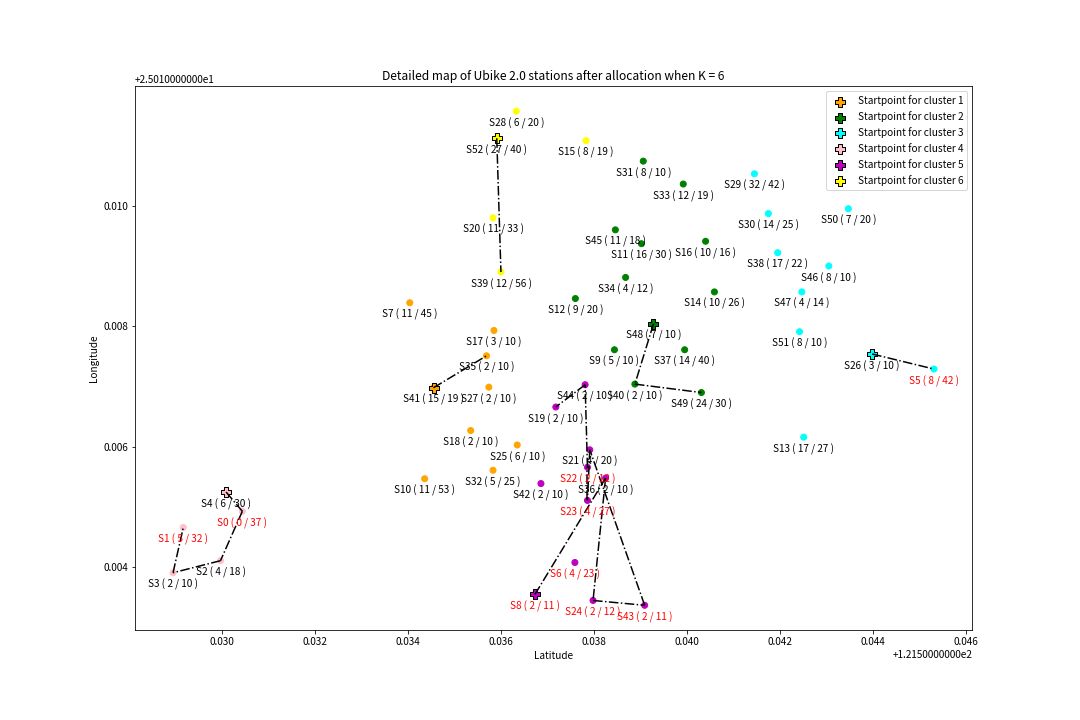 Detailed map of Ubike 2.0 stations after allocation when K = 6
+2.5010000000e1
Startpoint for cluster 1
Startpoint for cluster 2
Startpoint for cluster 3
Startpoint for cluster 4
Startpoint for cluster 5
Startpoint for cluster 6
S28 ( 6 / 20 )
S52 ( 27 / 40 )
S15 ( 8 / 19 )
S31 ( 8 / 10 )
S33 ( 12 / 19 )
S29 ( 32 / 42 )
S20 ( 11 / 33 )
S45 ( 11 / 18 )
S11 ( 16 / 30 )
S16 ( 10 / 16 )
S30 ( 14 / 25 )
S50 ( 7 / 20 )
S38 ( 17 / 22 )
S46 ( 8 / 10 )
S39 ( 12 / 56 )
S34 ( 4 / 12 )
S14 ( 10 / 26 )
S47 ( 4 / 14 )
S7 ( 11 / 45 )
S12 ( 9 / 20 )
S17 ( 3 / 10 )
S48 ( 7 / 10 )
S51 ( 8 / 10 )
S35 ( 2 / 10 )
S9 ( 5 / 10 )
S37 ( 14 / 40 )
S26 ( 3 / 10 )
S5 ( 8 / 42 )
S41 ( 15 / 19 )
S27 ( 2 / 10 )
S44 ( 2 / 10 )
S40 ( 2 / 10 )
S49 ( 24 / 30 )
S19 ( 2 / 10 )
S18 ( 2 / 10 )
S25 ( 6 / 10 )
S21 ( 4 / 20 )
S13 ( 17 / 27 )
S10 ( 11 / 53 )
S32 ( 5 / 25 )
S22
S36 ( 2 / 10 )
S42 ( 2 / 10 )
S4 ( 6 / 30 )
S23 ( 4 / 27 )
S0 ( 0 / 37 )
S1 ( 5 / 32 )
S2 ( 4 / 18 )
S3 ( 2 / 10 )
S6 ( 4 / 23 )
S8 ( 2 / 11 )
S24 ( 2 / 12 )
S43 ( 2 / 11 )
0.010
0.008
0.006
0.004
Longitude
0.030
0.032
0.034
0.036
0.038
0.040
0.042
0.044
0.046
Latitude
+1.2150000000e2